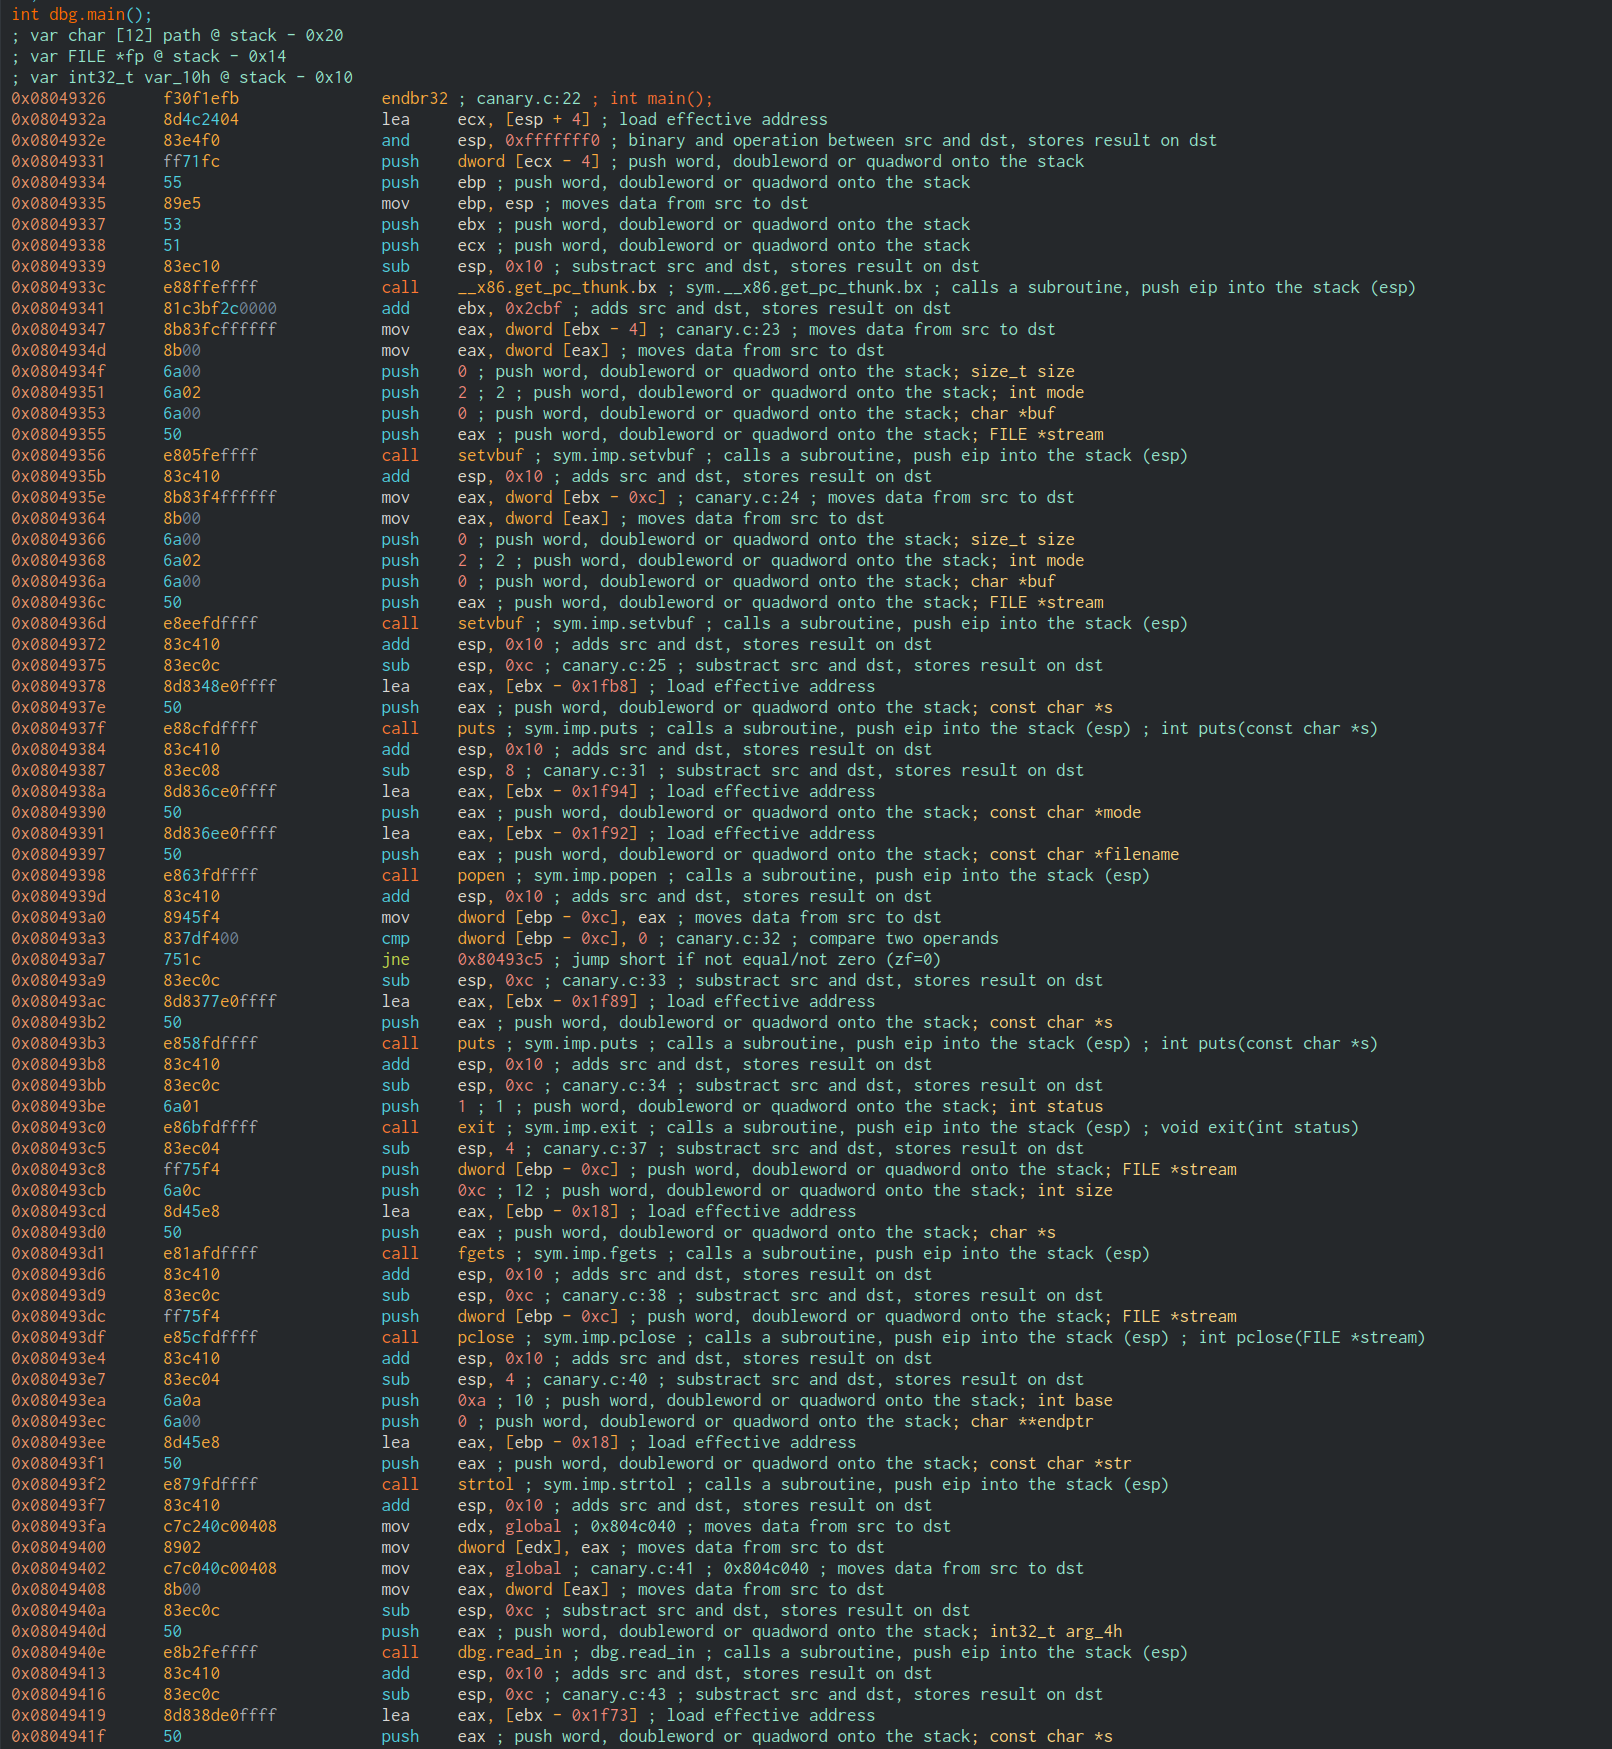 int dbg.main();
; var char [12] path @ stack - 0x20
; var FILE *fp @ stack - 0x14
; var int32_t var_10h @ stack - 0x10
0x08049326 f30f1efb endbr32 ; canary.c:22 ; int main();
0x0804932a 8d4c2404 lea ecx, [esp + 4] ; load effective address
0x0804932e 83e4f0 and esp, 0xfffffff0 ; binary and operation between src and dst, stores result on dst
0x08049331 ff71fc push dword [ecx - 4] ; push word, doubleword or quadword onto the stack
0x08049334 55 push ebp ; push word, doubleword or quadword onto the stack
0x08049335 89e5 mov ebp, esp ; moves data from src to dst
0x08049337 53 push ebx ; push word, doubleword or quadword onto the stack
0x08049338 51 push ecx ; push word, doubleword or quadword onto the stack
0x08049339 83ec10 sub esp, 0x10 ; substract src and dst, stores result on dst
0x0804933c e88ffeffff call __x86.get_pc_thunk.bx ; sym.__x86.get_pc_thunk.bx ; calls a subroutine, push eip into the stack (esp)
0x08049341 81c3bf2c0000 add ebx, 0x2cbf ; adds src and dst, stores result on dst
0x08049347 8b83fcffffff mov eax, dword [ebx - 4] ; canary.c:23 ; moves data from src to dst
0x0804934d 8b00 mov eax, dword [eax] ; moves data from src to dst
0x0804934f 6a00 push 0 ; push word, doubleword or quadword onto the stack; size_t size
0x08049351 6a02 push 2 ; 2 ; push word, doubleword or quadword onto the stack; int mode
0x08049353 6a00 push 0 ; push word, doubleword or quadword onto the stack; char *buf
0x08049355 50 push eax ; push word, doubleword or quadword onto the stack; FILE *stream
0x08049356 e805feffff call setvbuf ; sym.imp.setvbuf ; calls a subroutine, push eip into the stack (esp)
0x0804935b 83c410 add esp, 0x10 ; adds src and dst, stores result on dst
0x0804935e 8b83f4ffffff mov eax, dword [ebx - 0xc] ; canary.c:24 ; moves data from src to dst
0x08049364 8b00 mov eax, dword [eax] ; moves data from src to dst
0x08049366 6a00 push 0 ; push word, doubleword or quadword onto the stack; size_t size
0x08049368 6a02 push 2 ; 2 ; push word, doubleword or quadword onto the stack; int mode
0x0804936a 6a00 push 0 ; push word, doubleword or quadword onto the stack; char *buf
0x0804936c 50 push eax ; push word, doubleword or quadword onto the stack; FILE *stream
0x0804936d e8eefdffff call setvbuf ; sym.imp.setvbuf ; calls a subroutine, push eip into the stack (esp)
0x08049372 83c410 add esp, 0x10 ; adds src and dst, stores result on dst
0x08049375 83ec0c sub esp, 0xc ; canary.c:25 ; substract src and dst, stores result on dst
0x08049378 8d8348e0ffff lea eax, [ebx - 0x1fb8] ; load effective address
0x0804937e 50 push eax ; push word, doubleword or quadword onto the stack; const char *s
0x0804937f e88cfdffff call puts ; sym.imp.puts ; calls a subroutine, push eip into the stack (esp) ; int puts(const char *s)
0x08049384 83c410 add esp, 0x10 ; adds src and dst, stores result on dst
0x08049387 83ec08 sub esp, 8 ; canary.c:31 ; substract src and dst, stores result on dst
0x0804938a 8d836ce0ffff lea eax, [ebx - 0x1f94] ; load effective address
0x08049390 50 push eax ; push word, doubleword or quadword onto the stack; const char *mode
0x08049391 8d836ee0ffff lea eax, [ebx - 0x1f92] ; load effective address
0x08049397 50 push eax ; push word, doubleword or quadword onto the stack; const char *filename
0x08049398 e863fdffff call popen ; sym.imp.popen ; calls a subroutine, push eip into the stack (esp)
0x0804939d 83c410 add esp, 0x10 ; adds src and dst, stores result on dst
0x080493a0 8945f4 mov dword [ebp - 0xc], eax ; moves data from src to dst
0x080493a3 837df400 cmp dword [ebp - 0xc], 0 ; canary.c:32 ; compare two operands
0x080493a7 751c jne 0x80493c5 ; jump short if not equal/not zero (zf=0)
0x080493a9 83ec0c sub esp, 0xc ; canary.c:33 ; substract src and dst, stores result on dst
0x080493ac 8d8377e0ffff lea eax, [ebx - 0x1f89] ; load effective address
0x080493b2 50 push eax ; push word, doubleword or quadword onto the stack; const char *s
0x080493b3 e858fdffff call puts ; sym.imp.puts ; calls a subroutine, push eip into the stack (esp) ; int puts(const char *s)
0x080493b8 83c410 add esp, 0x10 ; adds src and dst, stores result on dst
0x080493bb 83ec0c sub esp, 0xc ; canary.c:34 ; substract src and dst, stores result on dst
0x080493be 6a01 push 1 ; 1 ; push word, doubleword or quadword onto the stack; int status
0x080493c0 e86bfdffff call exit ; sym.imp.exit ; calls a subroutine, push eip into the stack (esp) ; void exit(int status)
0x080493c5 83ec04 sub esp, 4 ; canary.c:37 ; substract src and dst, stores result on dst
0x080493c8 ff75f4 push dword [ebp - 0xc] ; push word, doubleword or quadword onto the stack; FILE *stream
0x080493cb 6a0c push 0xc ; 12 ; push word, doubleword or quadword onto the stack; int size
0x080493cd 8d45e8 lea eax, [ebp - 0x18] ; load effective address
0x080493d0 50 push eax ; push word, doubleword or quadword onto the stack; char *s
0x080493d1 e81afdffff call fgets ; sym.imp.fgets ; calls a subroutine, push eip into the stack (esp)
0x080493d6 83c410 add esp, 0x10 ; adds src and dst, stores result on dst
0x080493d9 83ec0c sub esp, 0xc ; canary.c:38 ; substract src and dst, stores result on dst
0x080493dc ff75f4 push dword [ebp - 0xc] ; push word, doubleword or quadword onto the stack; FILE *stream
0x080493df e85cfdffff call pclose ; sym.imp.pclose ; calls a subroutine, push eip into the stack (esp) ; int pclose(FILE *stream)
0x080493e4 83c410 add esp, 0x10 ; adds src and dst, stores result on dst
0x080493e7 83ec04 sub esp, 4 ; canary.c:40 ; substract src and dst, stores result on dst
0x080493ea 6a0a push 0xa ; 10 ; push word, doubleword or quadword onto the stack; int base
0x080493ec 6a00 push 0 ; push word, doubleword or quadword onto the stack; char **endptr
0x080493ee 8d45e8 lea eax, [ebp - 0x18] ; load effective address
0x080493f1 50 push eax ; push word, doubleword or quadword onto the stack; const char *str
0x080493f2 e879fdffff call strtol ; sym.imp.strtol ; calls a subroutine, push eip into the stack (esp)
0x080493f7 83c410 add esp, 0x10 ; adds src and dst, stores result on dst
0x080493fa c7c240c00408 mov edx, global ; 0x804c040 ; moves data from src to dst
0x08049400 8902 mov dword [edx], eax ; moves data from src to dst
0x08049402 c7c040c00408 mov eax, global ; canary.c:41 ; 0x804c040 ; moves data from src to dst
0x08049408 8b00 mov eax, dword [eax] ; moves data from src to dst
0x0804940a 83ec0c sub esp, 0xc ; substract src and dst, stores result on dst
0x0804940d 50 push eax ; push word, doubleword or quadword onto the stack; int32_t arg_4h
0x0804940e e8b2feffff call dbg.read_in ; dbg.read_in ; calls a subroutine, push eip into the stack (esp)
0x08049413 83c410 add esp, 0x10 ; adds src and dst, stores result on dst
0x08049416 83ec0c sub esp, 0xc ; canary.c:43 ; substract src and dst, stores result on dst
0x08049419 8d838de0ffff lea eax, [ebx - 0x1f73] ; load effective address
0x0804941f 50 push eax ; push word, doubleword or quadword onto the stack; const char *s